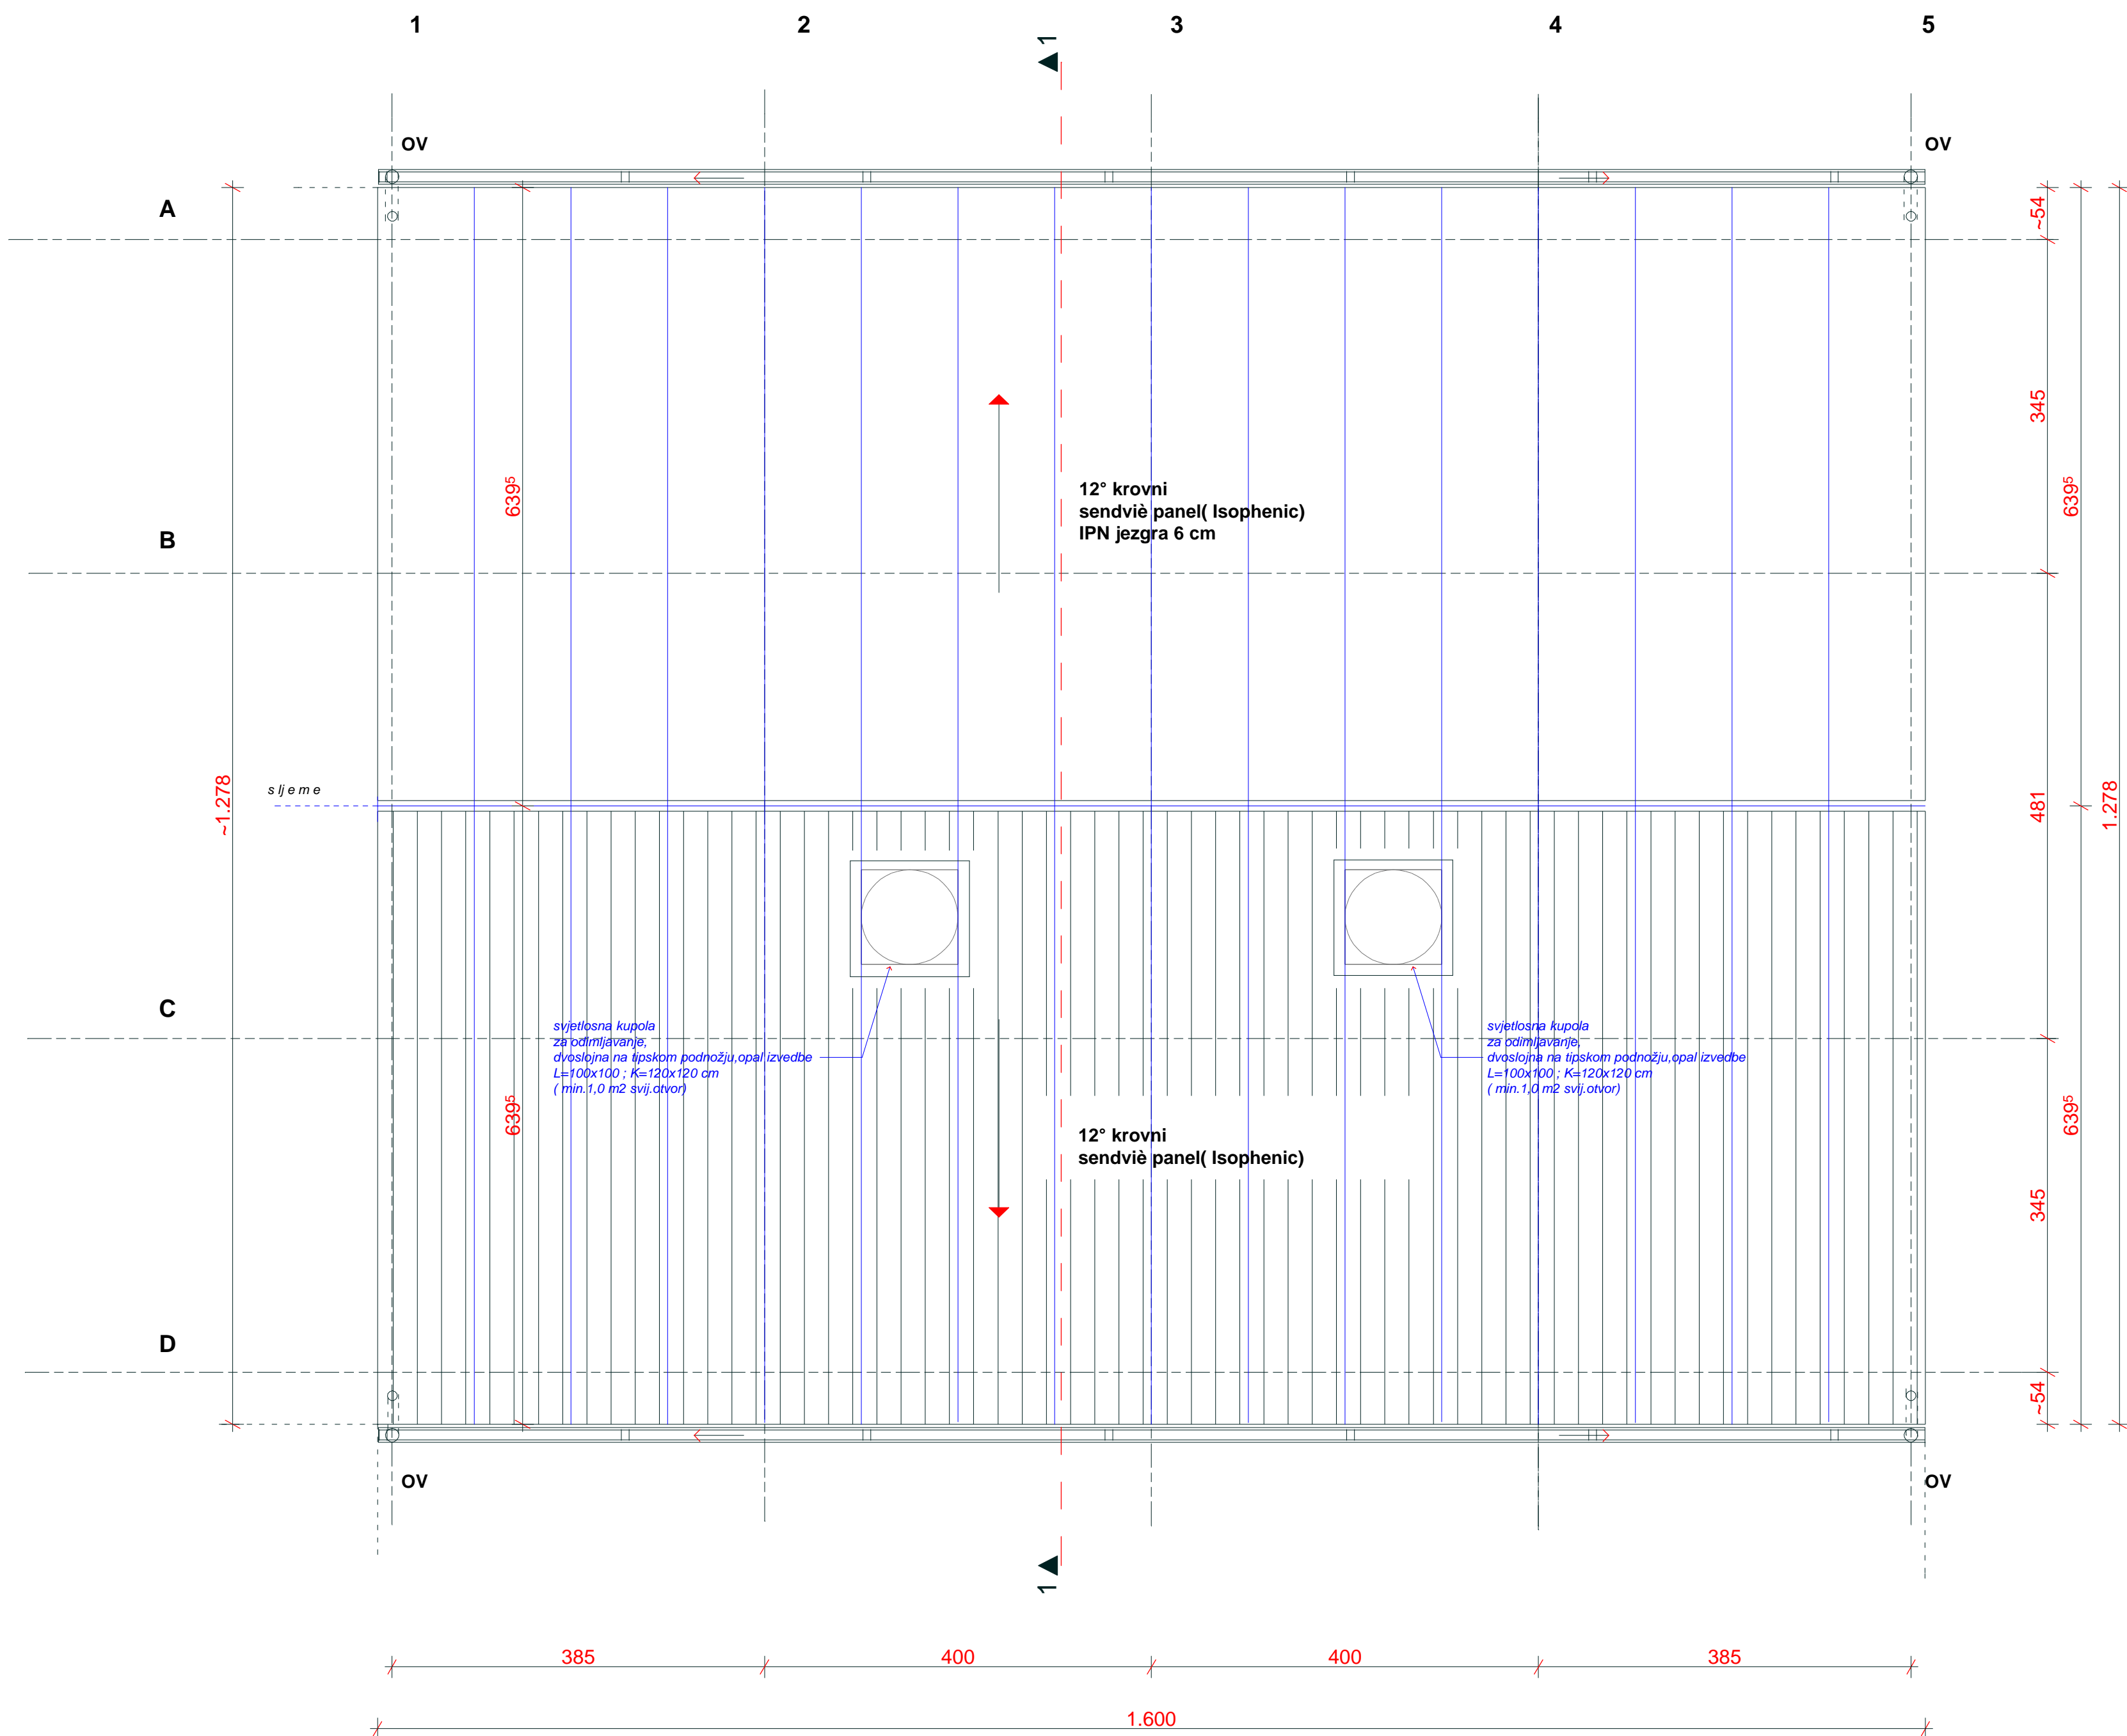 1 2 3 4 5
1
OV OV
A
~54
345
6639⁵
6639⁵
12° krovni
sendviè panel( Isophenic)
IPN jezgra 6 cm
B
s lj e m e
~1.278
481
1.278
C
svjetlosna kupola
za odimljavanje,
dvoslojna na tipskom podnožju,opal izvedbe
L=100x100 ; K=120x120 cm
( min.1,0 m2 svij.otvor)
svjetlosna kupola
za odimljavanje,
dvoslojna na tipskom podnožju,opal izvedbe
L=100x100 ; K=120x120 cm
( min.1,0 m2 svij.otvor)
639⁵
639⁵
12° krovni
sendviè panel( Isophenic)
345
D
~54
OV OV
1
385 400 400 385
1.600